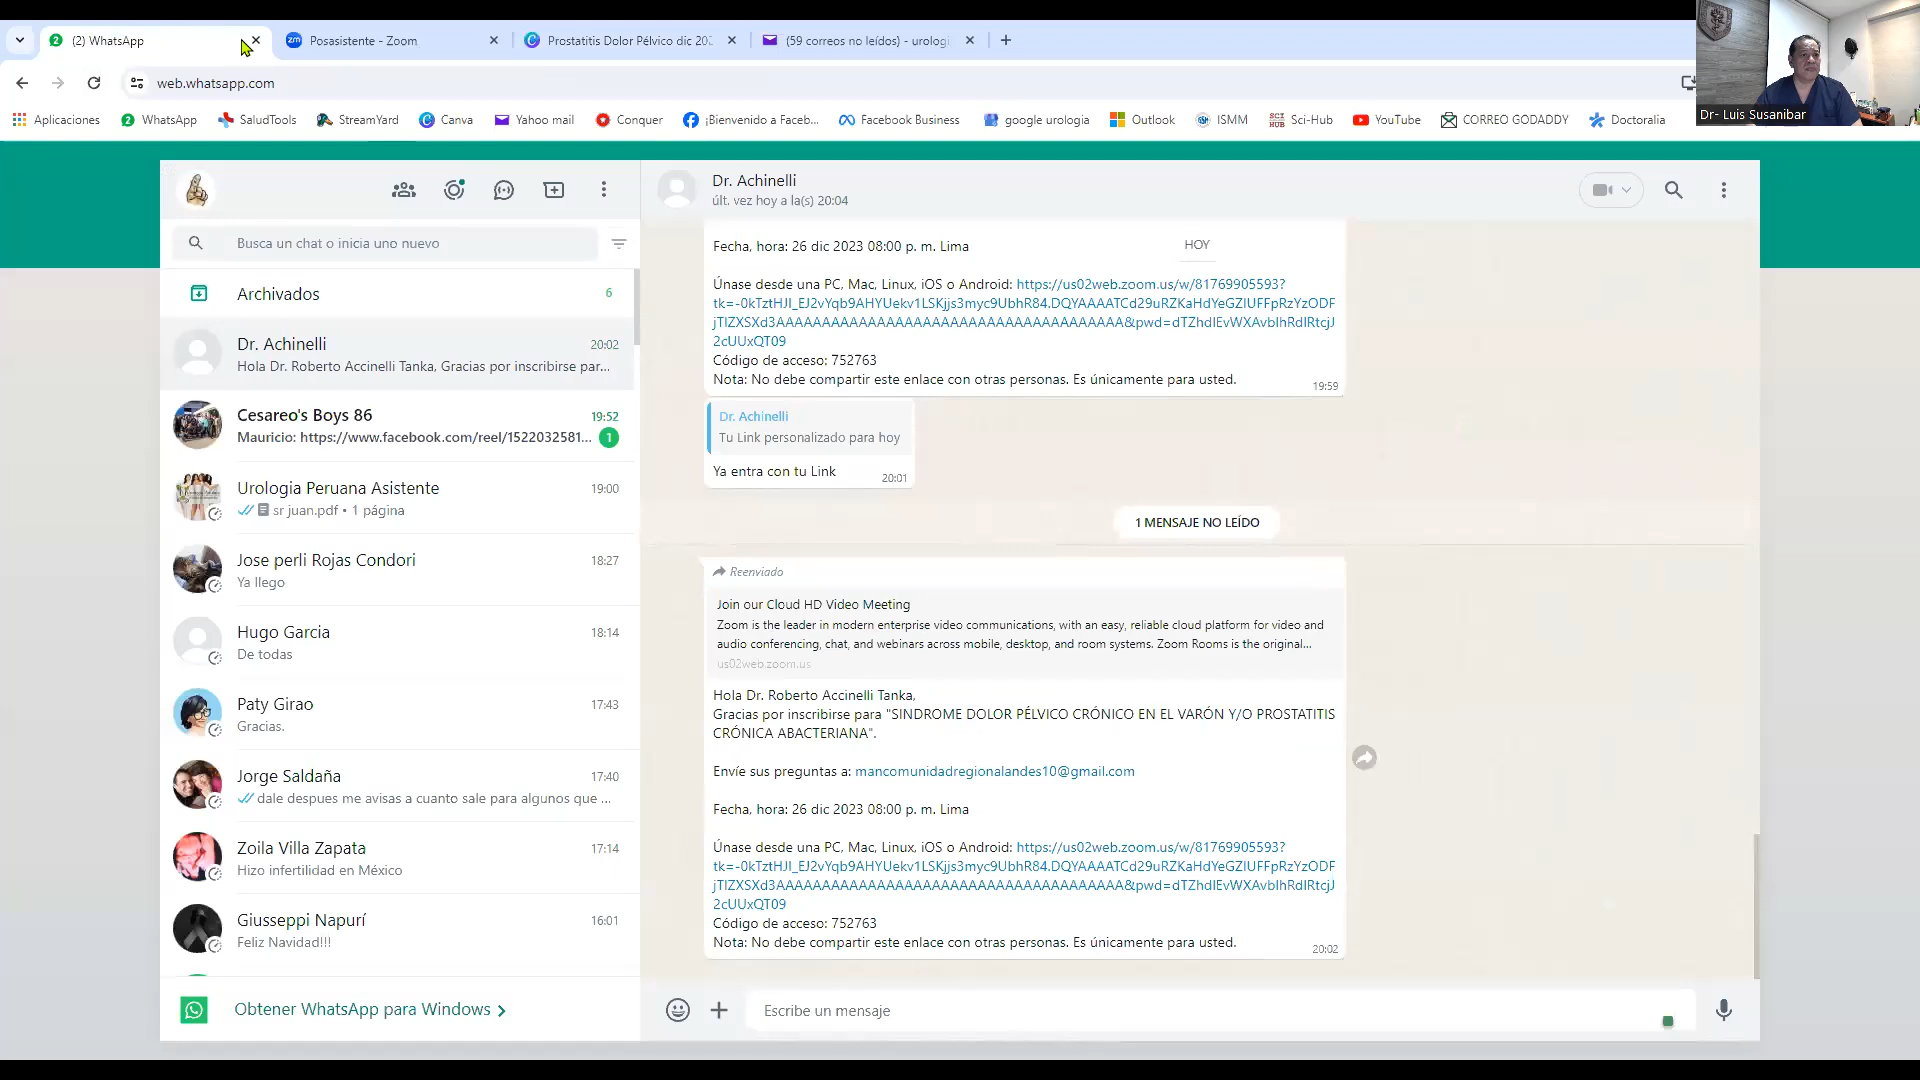 (2) WhatsApp
Posasistente - Zoom
Prostatitis Dolor Pélvico dic 202
(59 correos no leídos) - urologi
web.whatsapp.com
Aplicaciones
WhatsApp
SaludTools
StreamYard
Canva
Yahoo mail
Conquer
¡Bienvenido a Faceb...
Facebook Business
google urologia
Outlook
ISMM
Sci-Hub
YouTube
CORREO GODADDY
Doctoralia
Dr- Luis Susanibar
Busca un chat o inicia uno nuevo
Archivados
6
Dr. Achinelli
20:02
Hola Dr. Roberto Accinelli Tanka, Gracias por inscribirse par...
Cesareo's Boys 86
19:52
Mauricio: https://www.facebook.com/reel/1522032581...
1
Urologia Peruana Asistente
19:00
sr juan.pdf • 1 página
Jose perli Rojas Condori
18:27
Ya llego
Hugo Garcia
18:14
De todas
Paty Girao
17:43
Gracias.
Jorge Saldaña
17:40
dale despues me avisas a cuanto sale para algunos que ...
Zoila Villa Zapata
17:14
Hizo infertilidad en México
Giusseppi Napurí
16:01
Feliz Navidad!!!
Obtener WhatsApp para Windows
Dr. Achinelli
últ. vez hoy a la(s) 20:04
HOY
Fecha, hora: 26 dic 2023 08:00 p. m. Lima
Únase desde una PC, Mac, Linux, iOS o Android: https://us02web.zoom.us/w/81769905593?
tk=-0kTztHJI_EJ2vYqb9AHYUekv1LSKjjs3myc9UbhR84.DQYAAAATCd29uRZKaHdYeGZIUFFpRzYzODF
jTlZXSXd3AAAAAAAAAAAAAAAAAAAAAAAAAAAAAAAAAAAAAA&pwd=dTZhdlEvWXAvblhRdlRtcjJ
2cUUxQT09
Código de acceso: 752763
Nota: No debe compartir este enlace con otras personas. Es únicamente para usted.
19:59
Dr. Achinelli
Tu Link personalizado para hoy
Ya entra con tu Link
20:01
1 MENSAJE NO LEÍDO
Reenviado
Join our Cloud HD Video Meeting
Zoom is the leader in modern enterprise video communications, with an easy, reliable cloud platform for video and
audio conferencing, chat, and webinars across mobile, desktop, and room systems. Zoom Rooms is the original...
us02web.zoom.us
Hola Dr. Roberto Accinelli Tanka,
Gracias por inscribirse para "SINDROME DOLOR PÉLVICO CRÓNICO EN EL VARÓN Y/O PROSTATITIS
CRÓNICA ABACTERIANA".
Envíe sus preguntas a: mancomunidadregionalandes10@gmail.com
Fecha, hora: 26 dic 2023 08:00 p. m. Lima
Únase desde una PC, Mac, Linux, iOS o Android: https://us02web.zoom.us/w/81769905593?
tk=-0kTztHJI_EJ2vYqb9AHYUekv1LSKjjs3myc9UbhR84.DQYAAAATCd29uRZKaHdYeGZIUFFpRzYzODF
jTlZXSXd3AAAAAAAAAAAAAAAAAAAAAAAAAAAAAAAAAAAAAA&pwd=dTZhdlEvWXAvblhRdlRtcjJ
2cUUxQT09
Código de acceso: 752763
Nota: No debe compartir este enlace con otras personas. Es únicamente para usted.
20:02
Escribe un mensaje